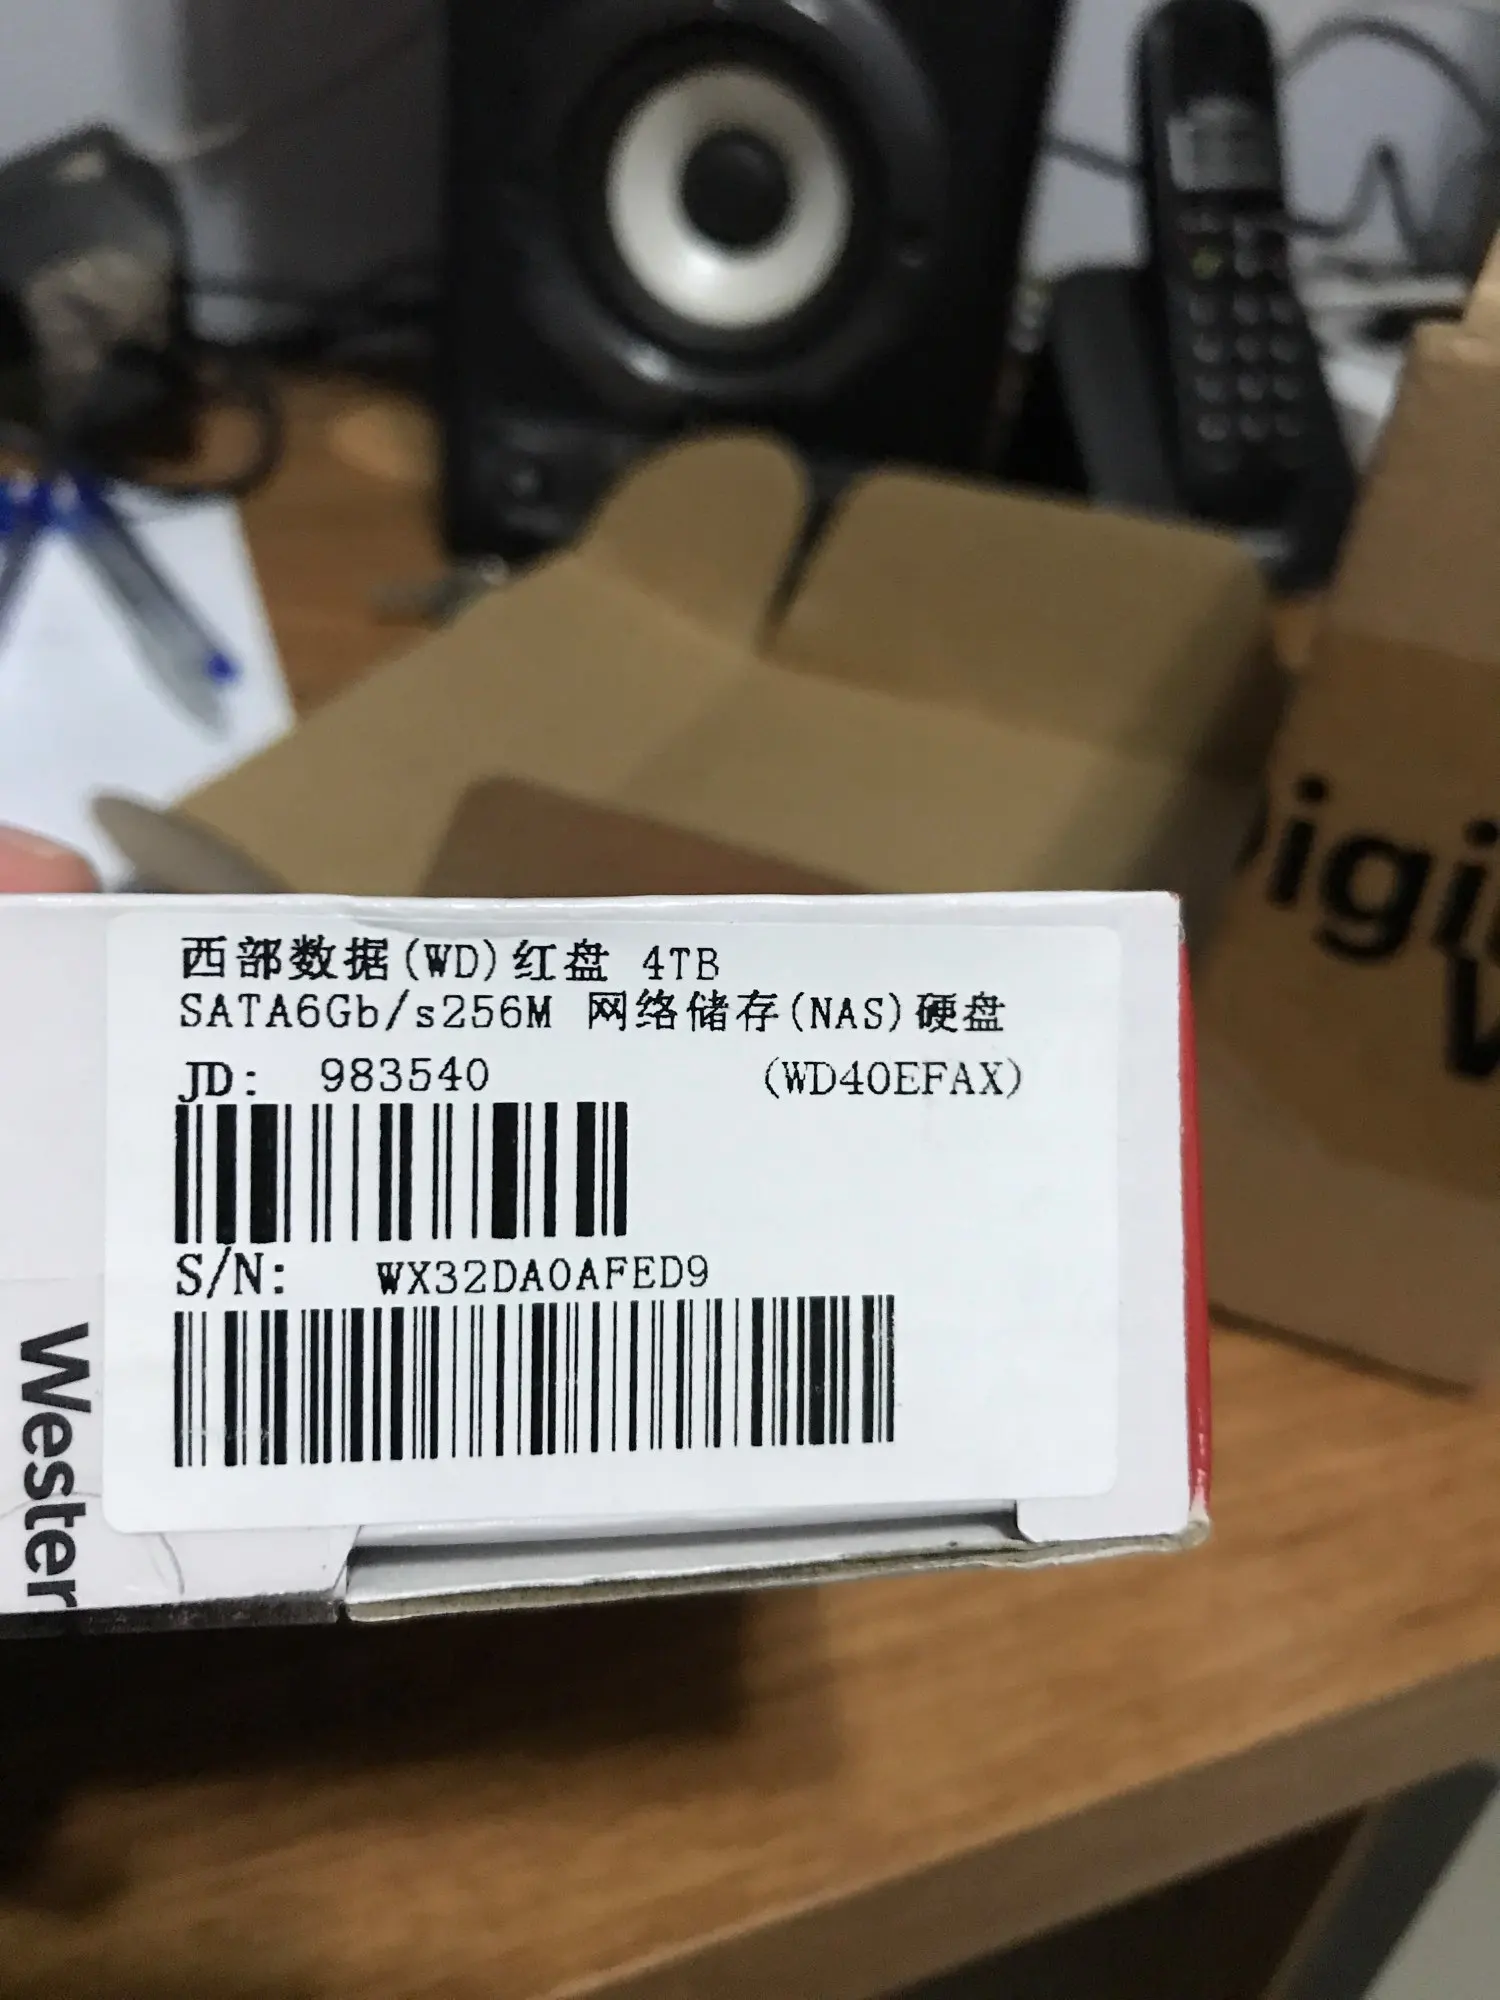 西部数据(WD)红盘 4TB
SATA6Gb/s256M 网络储存(NAS)硬盘
JD: 983540 (WD40EFAX)
S/N: WX32DA0AFED9
Wester
igi
W